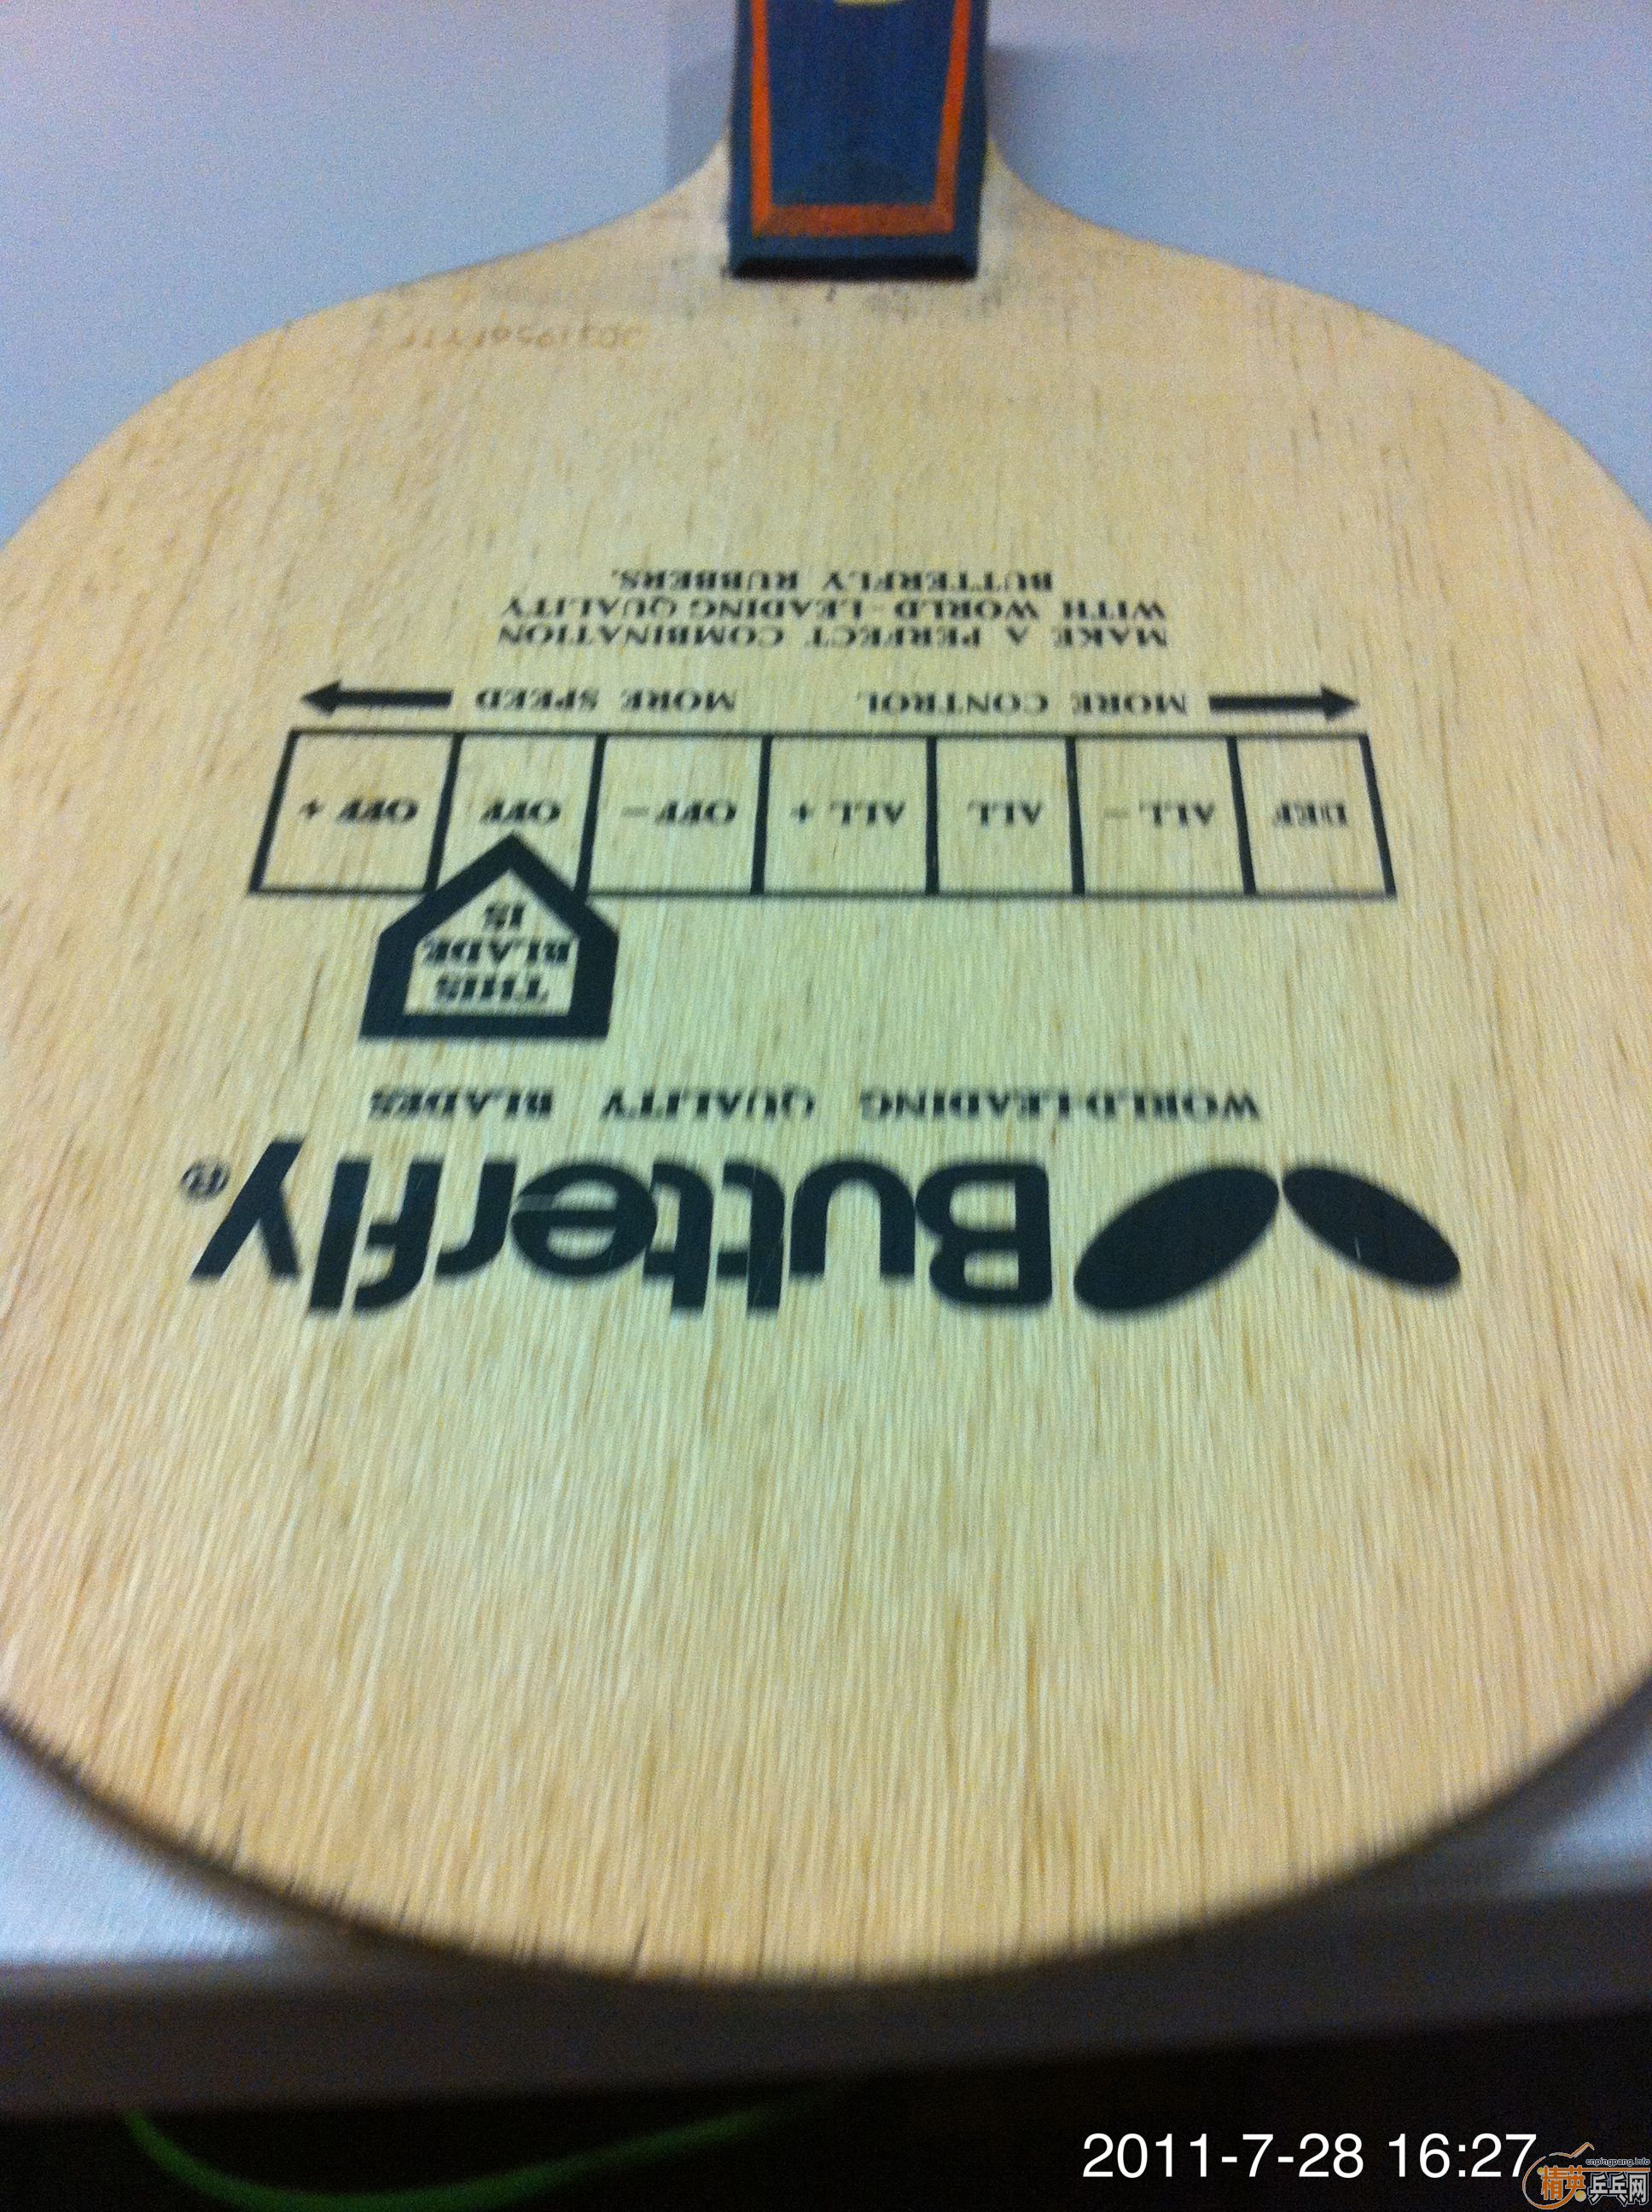 Butterfly®
WORLD-LEADING QUALITY BLADES
THIS
BLADE
IS
DEF ALL - ALL ALL + OFF - OFF OFF +
MORE CONTROL MORE SPEED
MAKE A PERFECT COMBINATION
WITH WORLD-LEADING QUALITY
BUTTERFLY RUBBERS.
2011-7-28 16:27
cnpingpang.info
精英乒乓网